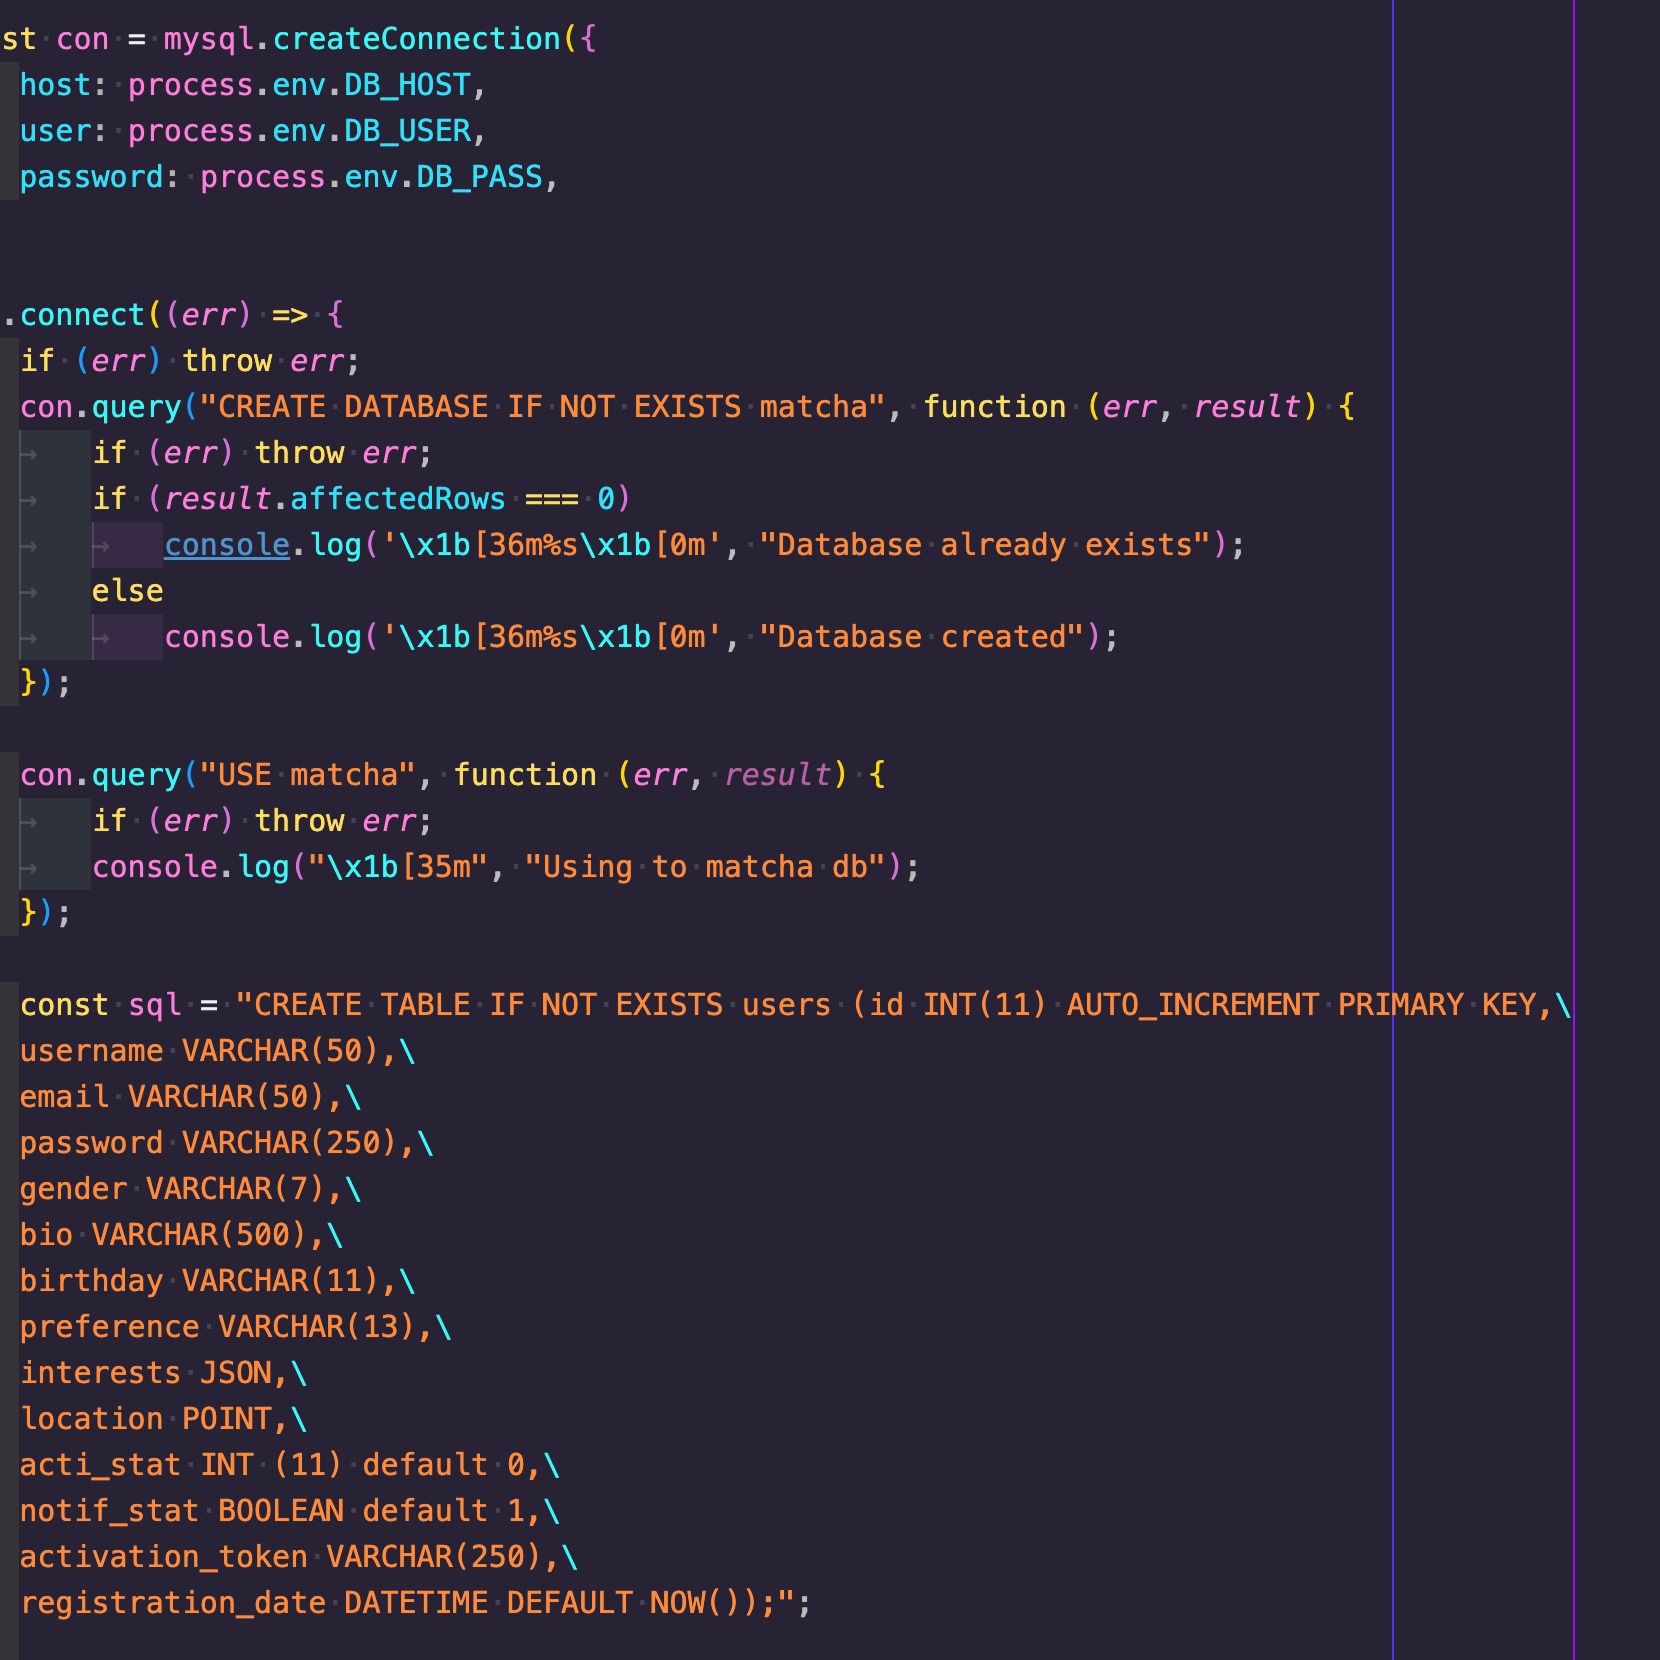 st con = mysql.createConnection({
host: process.env.DB_HOST,
user: process.env.DB_USER,
password: process.env.DB_PASS,
.connect((err) => {
if (err) throw err;
con.query("CREATE DATABASE IF NOT EXISTS matcha", function (err, result) {
if (err) throw err;
if (result.affectedRows === 0)
console.log('\x1b[36m%s\x1b[0m', "Database already exists");
else
console.log('\x1b[36m%s\x1b[0m', "Database created");
});
con.query("USE matcha", function (err, result) {
if (err) throw err;
console.log("\x1b[35m", "Using to matcha db");
});
const sql = "CREATE TABLE IF NOT EXISTS users (id INT(11) AUTO_INCREMENT PRIMARY KEY,\
username VARCHAR(50),\
email VARCHAR(50),\
password VARCHAR(250),\
gender VARCHAR(7),\
bio VARCHAR(500),\
birthday VARCHAR(11),\
preference VARCHAR(13),\
interests JSON,\
location POINT,\
acti_stat INT (11) default 0,\
notif_stat BOOLEAN default 1,\
activation_token VARCHAR(250),\
registration_date DATETIME DEFAULT NOW());";